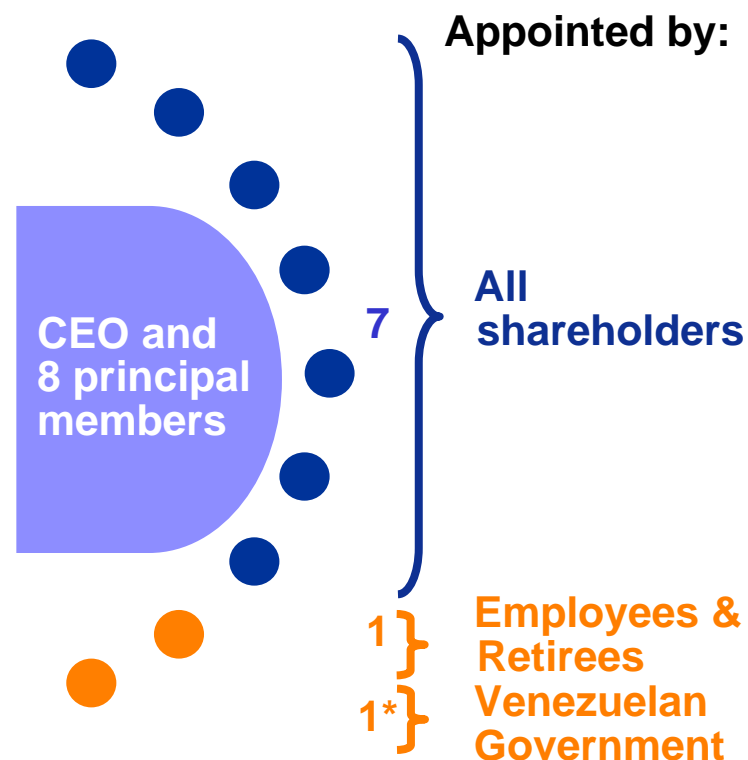 Appointed by:
CEO and
8 principal
members
7
All
shareholders
1
Employees &
Retirees
1*
Venezuelan
Government